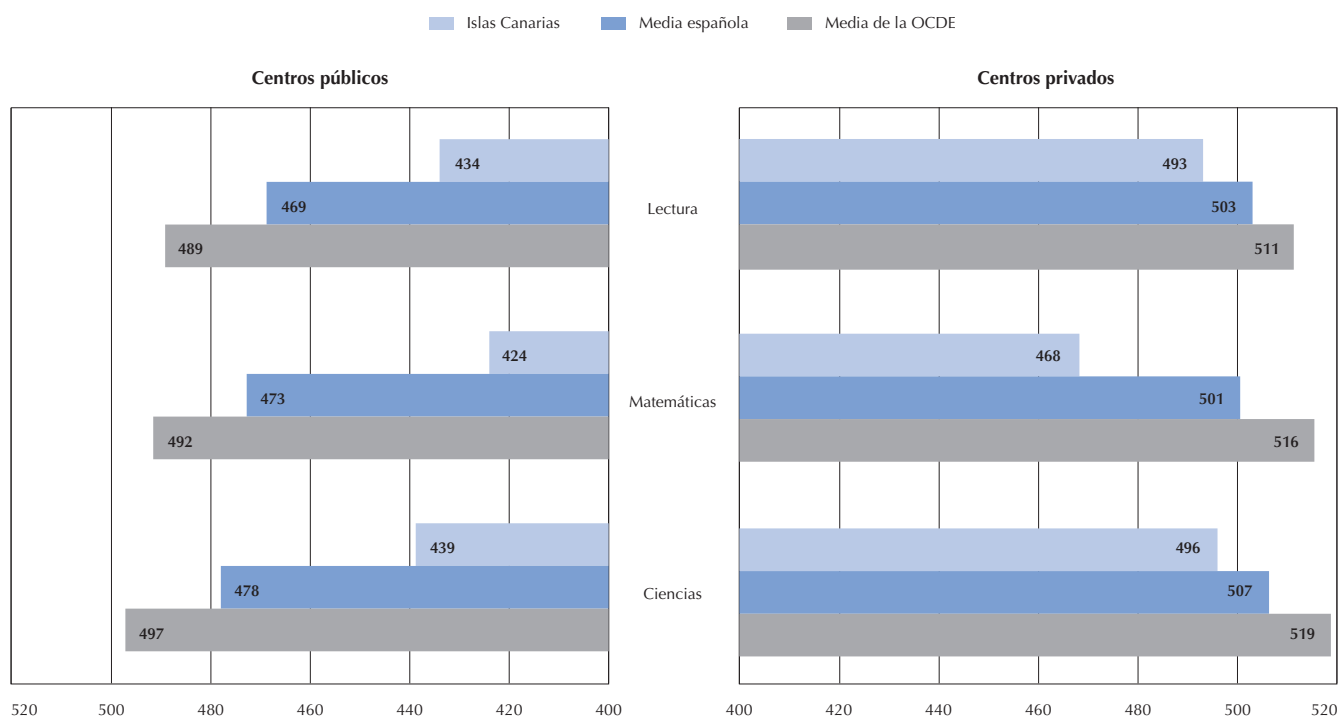 Islas Canarias Media española Media de la OCDE
Centros públicos Centros privados
434 493
469 Lectura 503
489 511
424 468
473 Matemáticas 501
492 516
439 496
478 Ciencias 507
497 519
520 500 480 460 440 420 400 400 420 440 460 480 500 520